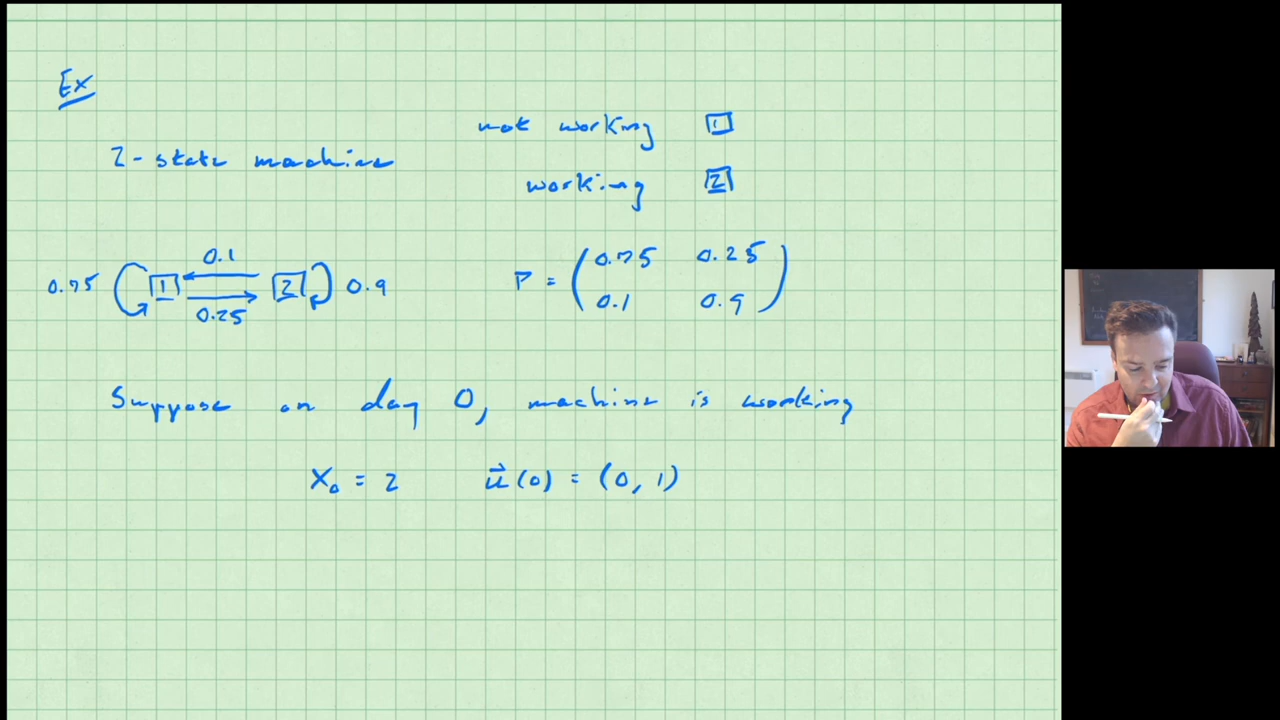 Ex
not working 1
2-state machine
working 2
0.1
0.75 1 2 0.9
0.25
P = ( 0.75 0.25
0.1 0.9 )
Suppose on day 0, machine is working
X₀ = 2 u⃗(0) = (0, 1)